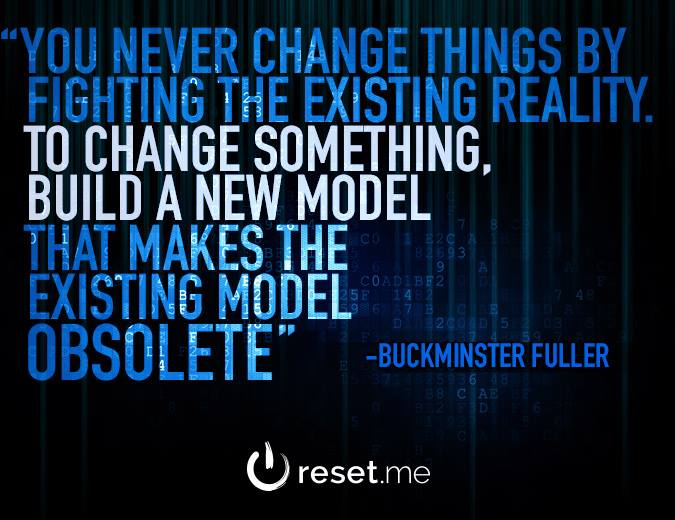 “YOU NEVER CHANGE THINGS BY
FIGHTING THE EXISTING REALITY.
TO CHANGE SOMETHING,
BUILD A NEW MODEL
THAT MAKES THE
EXISTING MODEL
OBSOLETE”
-BUCKMINSTER FULLER
reset.me